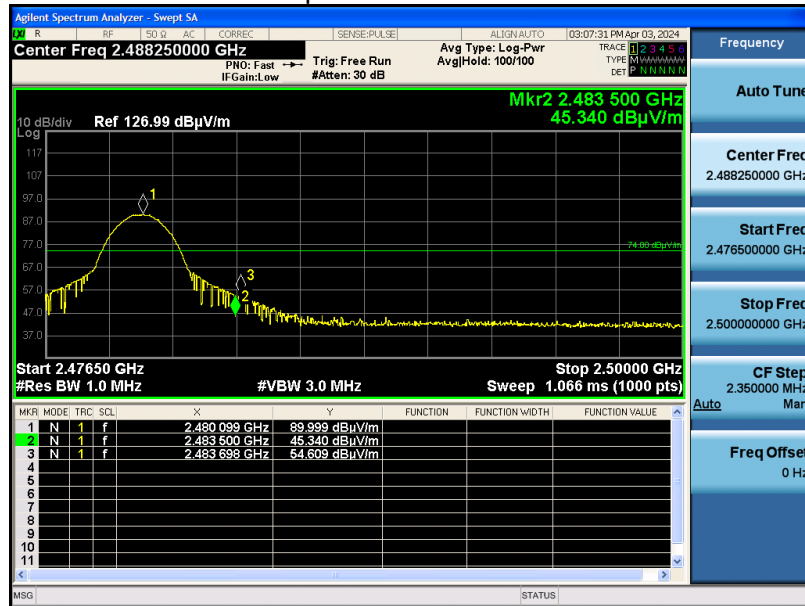 Agilent Spectrum Analyzer - Swept SA
LXI R RF 50 Ω AC CORREC SENSE:PULSE ALIGN AUTO 03:07:31 PM Apr 03, 2024
Center Freq 2.488250000 GHz
PNO: Fast
IFGain:Low
Trig: Free Run
#Atten: 30 dB
Avg Type: Log-Pwr
Avg|Hold: 100/100
TRACE 1 2 3 4 5 6
TYPE M
DET P N N N N N
Mkr2 2.483 500 GHz
45.340 dBµV/m
10 dB/div Ref 126.99 dBµV/m
Log
117
107
97.0
87.0
77.0
67.0
57.0
47.0
37.0
1
2
3
74.00 dBµV/m
Start 2.47650 GHz Stop 2.50000 GHz
#Res BW 1.0 MHz #VBW 3.0 MHz Sweep 1.066 ms (1000 pts)
MKR MODE TRC SCL X Y FUNCTION FUNCTION WIDTH FUNCTION VALUE
1 N 1 f 2.480 099 GHz 89.999 dBµV/m
2 N 1 f 2.483 500 GHz 45.340 dBµV/m
3 N 1 f 2.483 698 GHz 54.609 dBµV/m
4
5
6
7
8
9
10
11
MSG STATUS
Frequency
Auto Tune
Center Freq
2.488250000 GHz
Start Freq
2.476500000 GHz
Stop Freq
2.500000000 GHz
CF Step
2.350000 MHz
Auto Man
Freq Offset
0 Hz